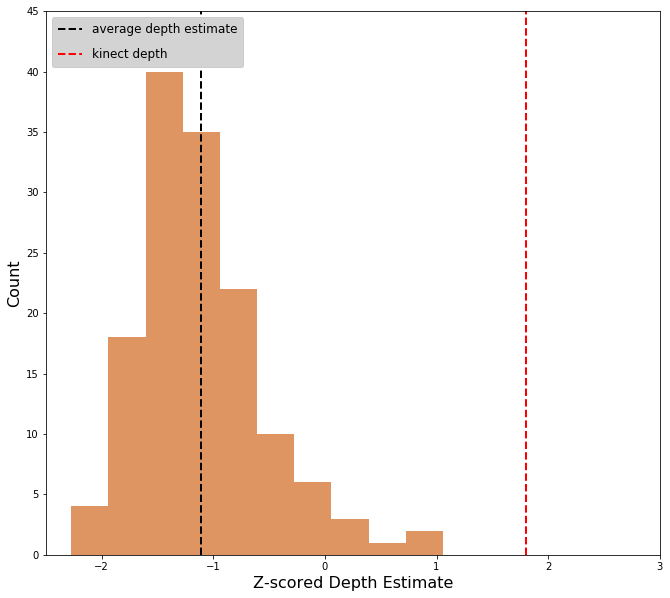 average depth estimate
kinect depth
45
40
35
30
25
20
15
10
5
0
Count
−2 −1 0 1 2 3
Z-scored Depth Estimate